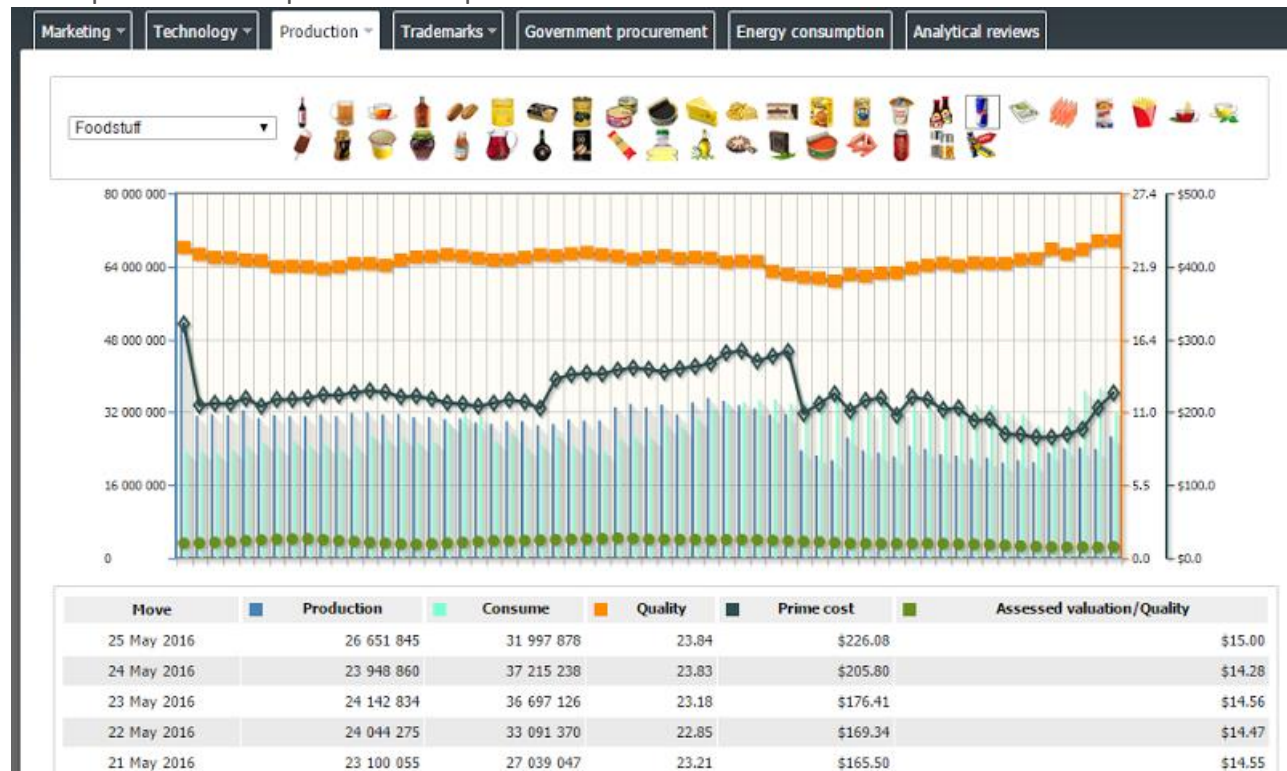 Marketing Technology Production Trademarks Government procurement Energy consumption Analytical reviews
Foodstuff
80 000 000 27.4 $500.0
64 000 000 21.9 $400.0
48 000 000 16.4 $300.0
32 000 000 11.0 $200.0
16 000 000 5.5 $100.0
0 0.0 $0.0
Move Production Consume Quality Prime cost Assessed valuation/Quality
25 May 2016 26 651 845 31 997 878 23.84 $226.08 $15.00
24 May 2016 23 948 860 37 215 238 23.83 $205.80 $14.28
23 May 2016 24 142 834 36 697 126 23.18 $176.41 $14.56
22 May 2016 24 044 275 33 091 370 22.85 $169.34 $14.47
21 May 2016 23 100 055 27 039 047 23.21 $165.50 $14.55